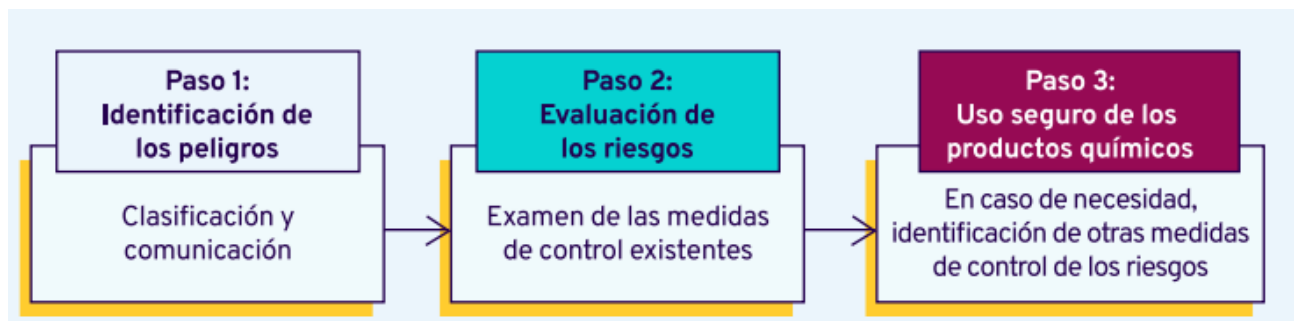 Paso 1:
Identificación de
los peligros
Clasificación y
comunicación
Paso 2:
Evaluación de
los riesgos
Examen de las medidas
de control existentes
Paso 3:
Uso seguro de los
productos químicos
En caso de necesidad,
identificación de otras medidas
de control de los riesgos